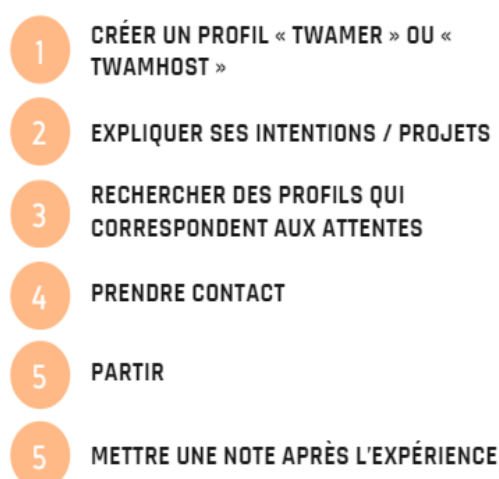 1
CRÉER UN PROFIL « TWAMER » OU «
TWAMHOST »
2
EXPLIQUER SES INTENTIONS / PROJETS
3
RECHERCHER DES PROFILS QUI
CORRESPONDENT AUX ATTENTES
4
PRENDRE CONTACT
5
PARTIR
5
METTRE UNE NOTE APRÈS L'EXPÉRIENCE